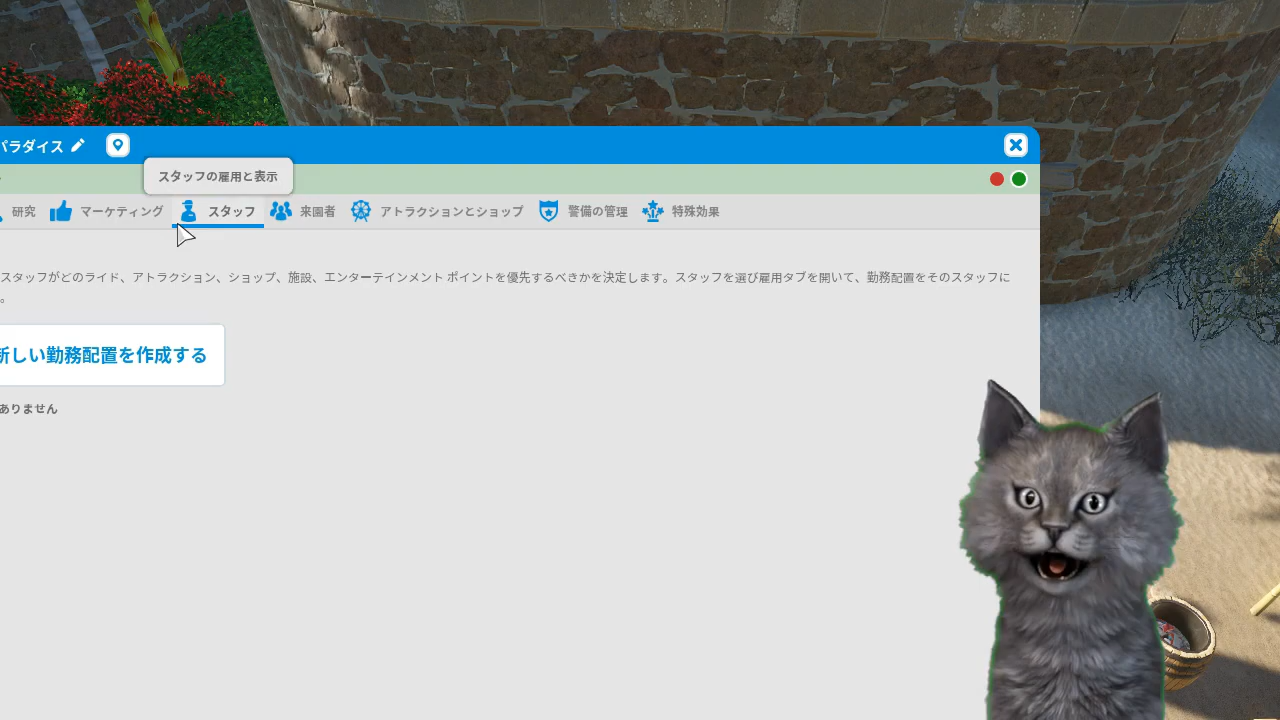 パラダイス
スタッフの雇用と表示
研究 マーケティング スタッフ 来園者 アトラクションとショップ 警備の管理 特殊効果
スタッフがどのライド、アトラクション、ショップ、施設、エンターテインメント ポイントを優先するべきかを決定します。スタッフを選び雇用タブを開いて、勤務配置をそのスタッフに
。
新しい勤務配置を作成する
ありません